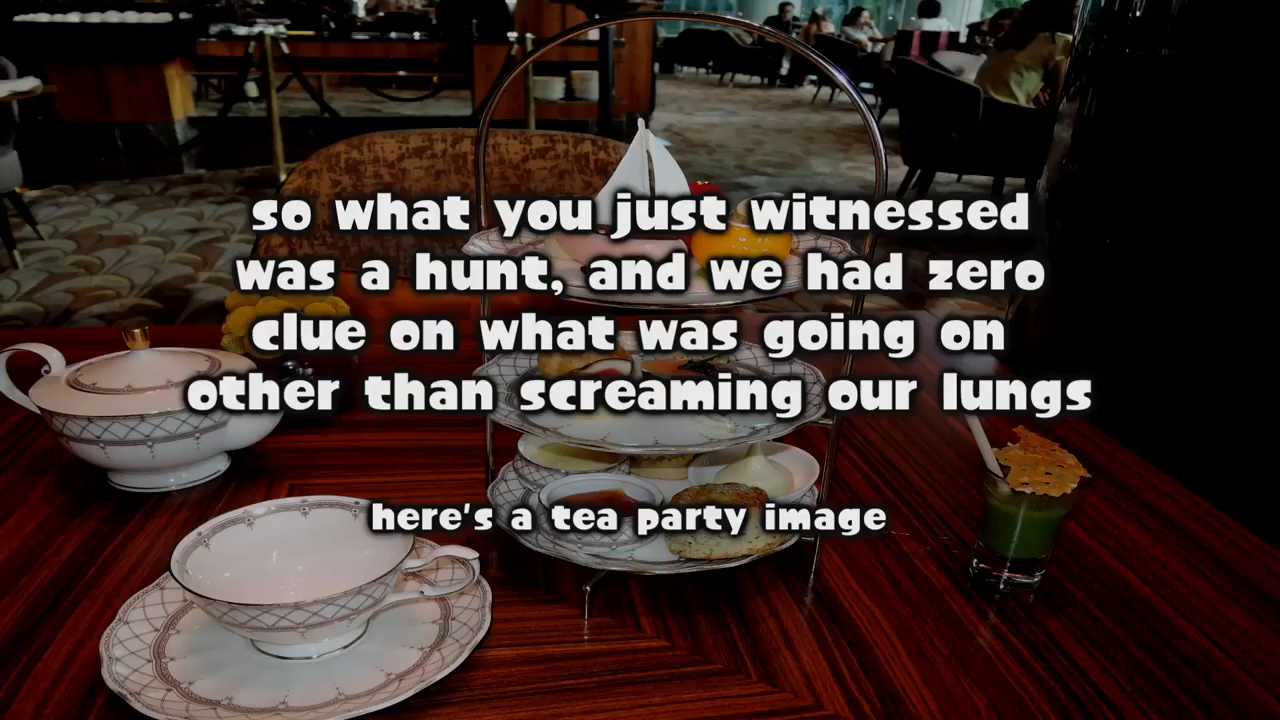 so what you just witnessed
was a hunt, and we had zero
clue on what was going on
other than screaming our lungs
here's a tea party image